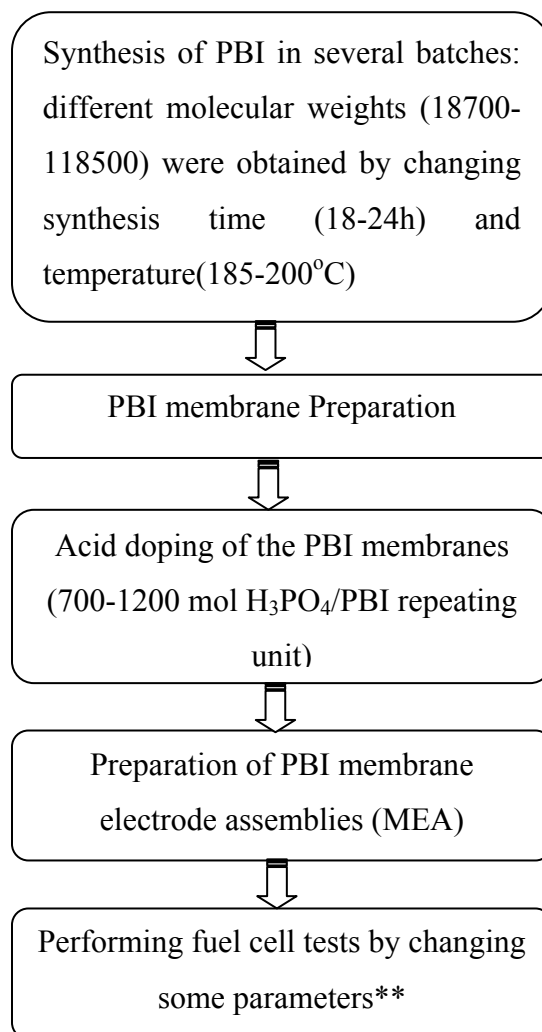 Synthesis of PBI in several batches:
different molecular weights (18700-
118500) were obtained by changing
synthesis time (18-24h) and
temperature(185-200°C)
PBI membrane Preparation
Acid doping of the PBI membranes
(700-1200 mol H₃PO₄/PBI repeating
unit)
Preparation of PBI membrane
electrode assemblies (MEA)
Performing fuel cell tests by changing
some parameters**